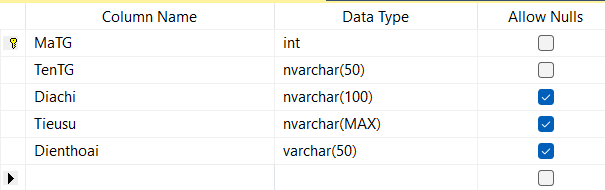 Column Name Data Type Allow Nulls
MaTG int
TenTG nvarchar(50)
Diachi nvarchar(100)
Tieusu nvarchar(MAX)
Dienthoai varchar(50)